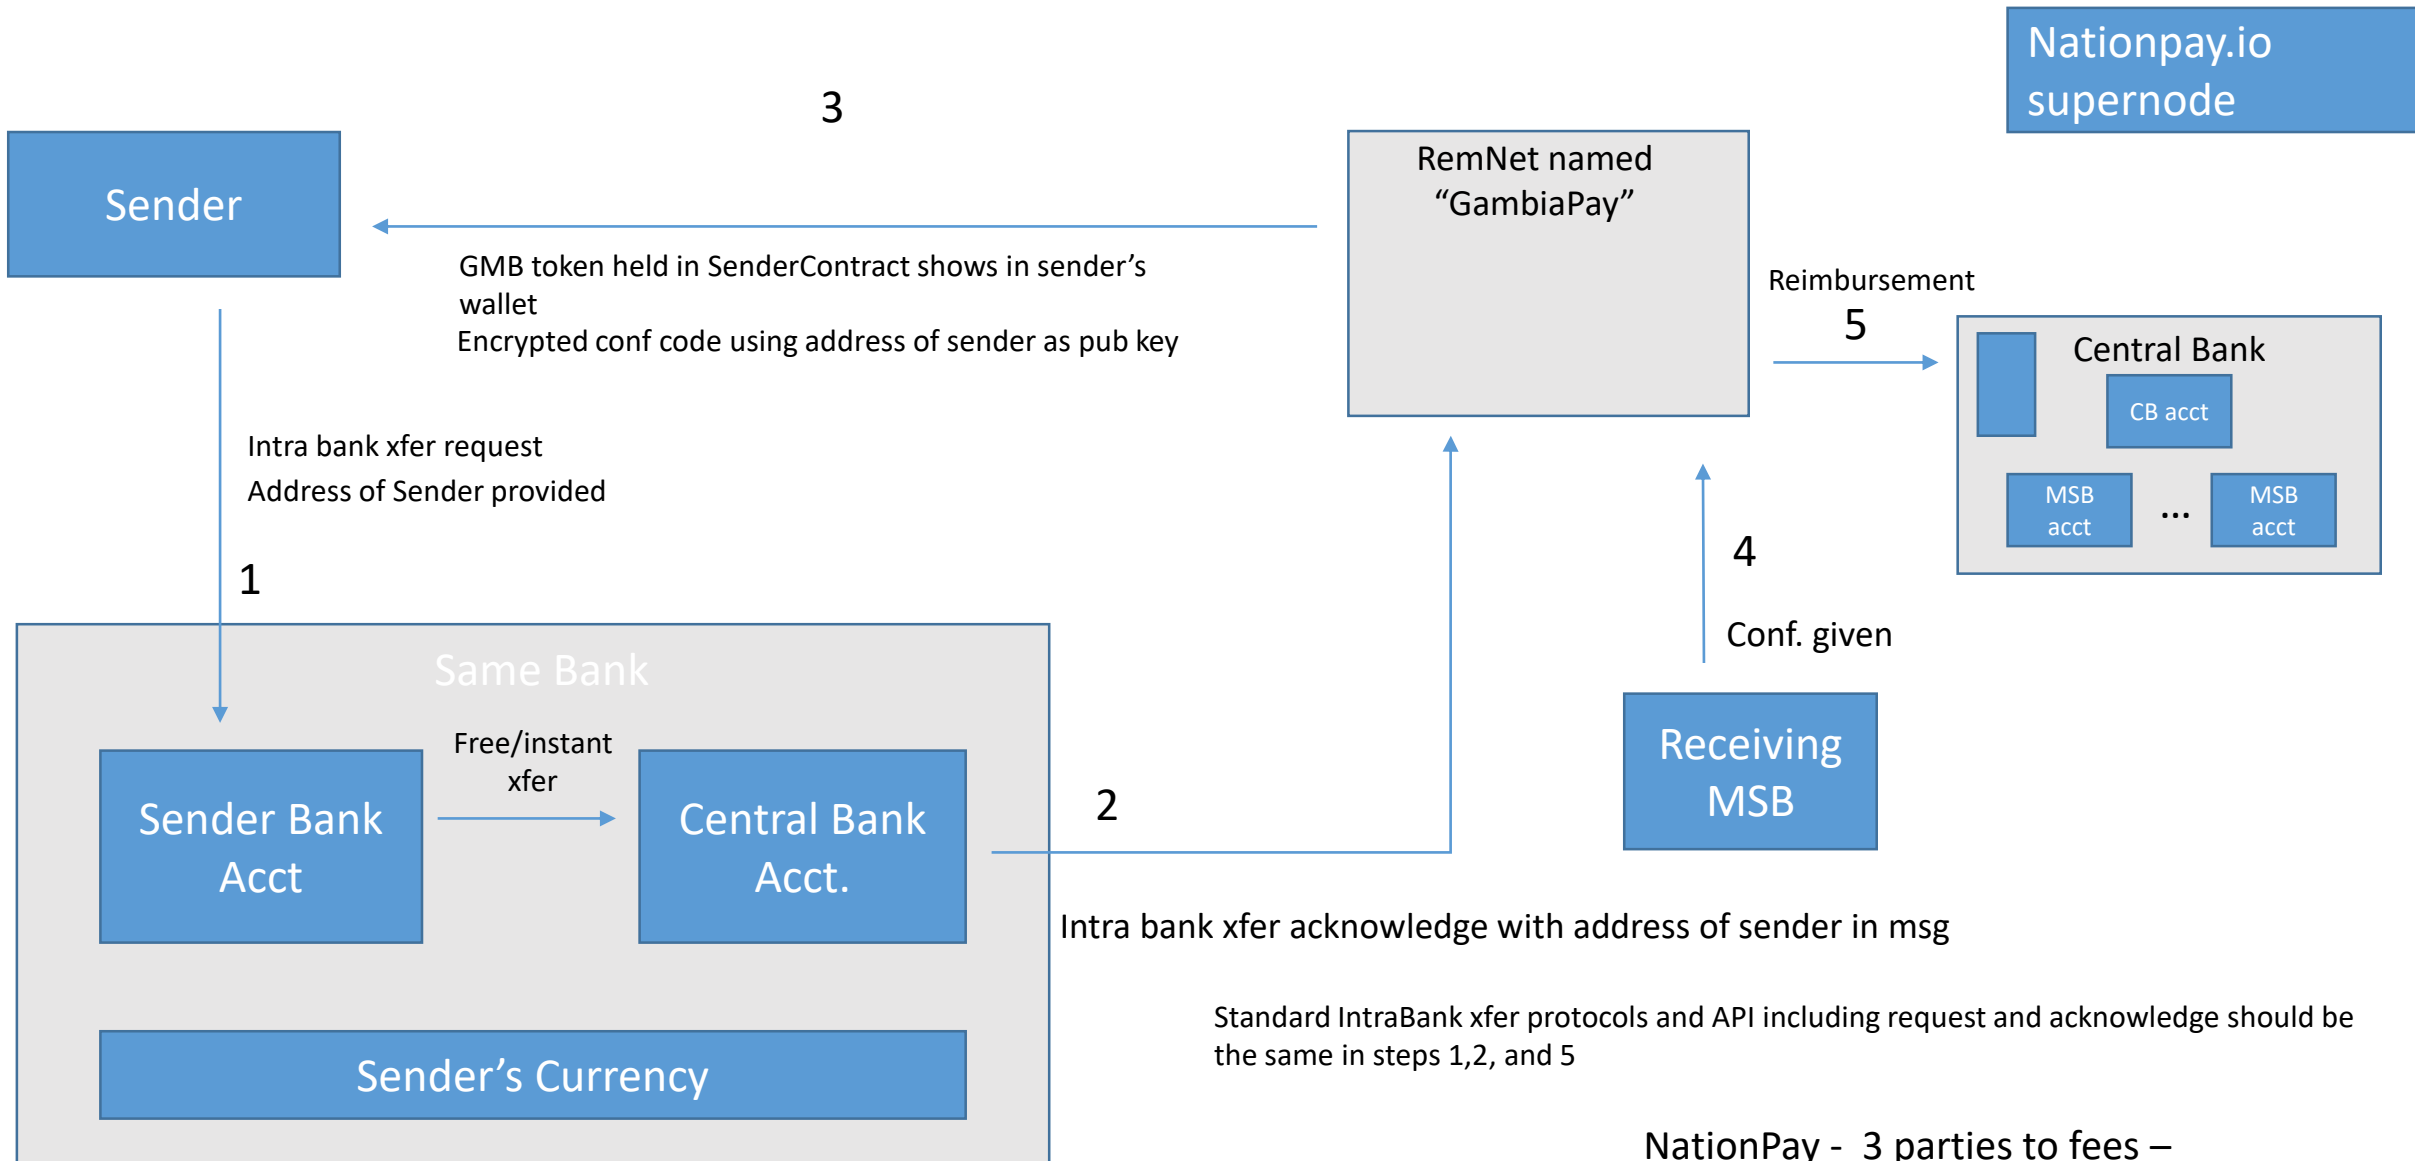 Nationpay.io
supernode
3
Sender
RemNet named
“GambiaPay”
GMB token held in SenderContract shows in sender’s
wallet
Encrypted conf code using address of sender as pub key
Reimbursement
5
Central Bank
CB acct
MSB
acct
...
MSB
acct
Intra bank xfer request
Address of Sender provided
1
4
Conf. given
Same Bank
Free/instant
xfer
Sender Bank
Acct
Central Bank
Acct.
2
Receiving
MSB
Intra bank xfer acknowledge with address of sender in msg
Standard IntraBank xfer protocols and API including request and acknowledge should be
the same in steps 1,2, and 5
Sender’s Currency
NationPay - 3 parties to fees –